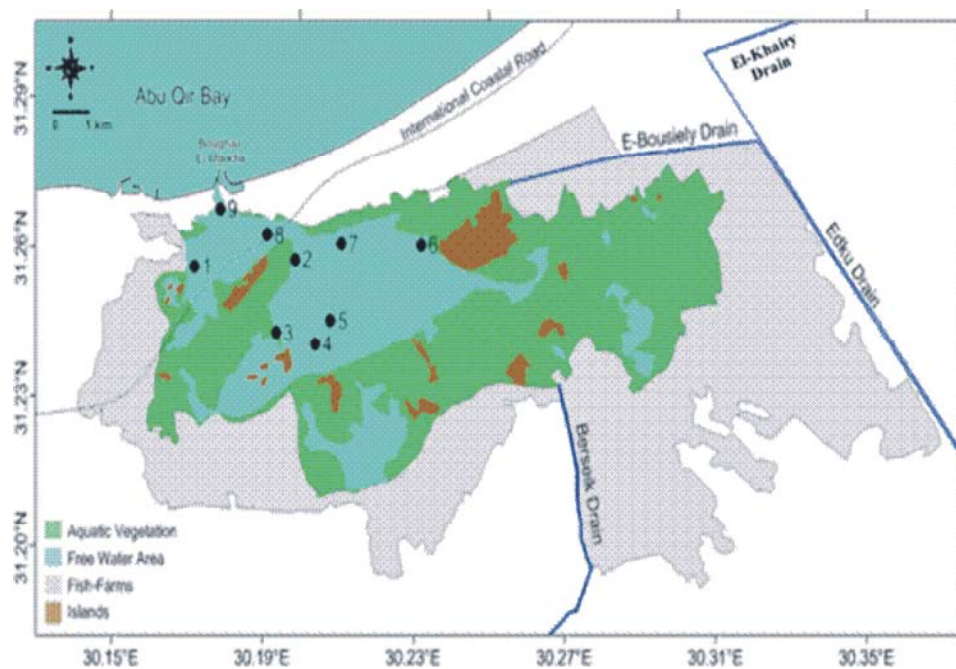 El-Khairy
Drain
International Coastal Road
31.29°N
Abu Qir Bay
0 1 km
E-Bousiely Drain
Boughaz
9
8
7
6
31.26°N
2
1
Edku Drain
5
3
4
31.23°N
Bersik Drain
31.20°N
Aquatic Vegetation
Free Water Area
Fish-Farms
Islands
30.15°E 30.19°E 30.23°E 30.27°E 30.31°E 30.35°E